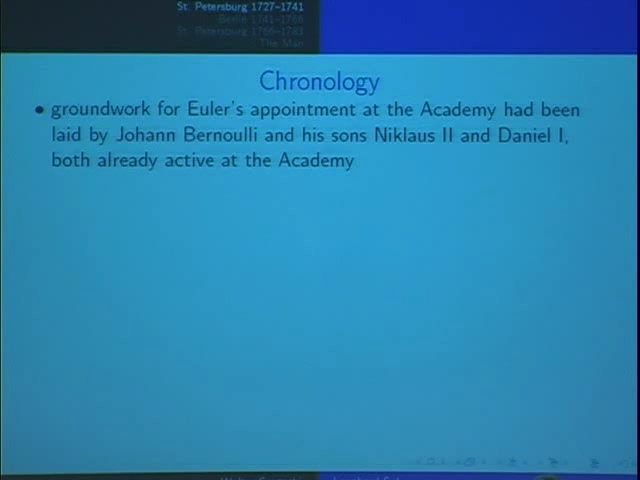 St. Petersburg 1727–1741
Berlin 1741–1766
St. Petersburg 1766–1783
The Man
Chronology
• groundwork for Euler's appointment at the Academy had been
laid by Johann Bernoulli and his sons Niklaus II and Daniel I,
both already active at the Academy